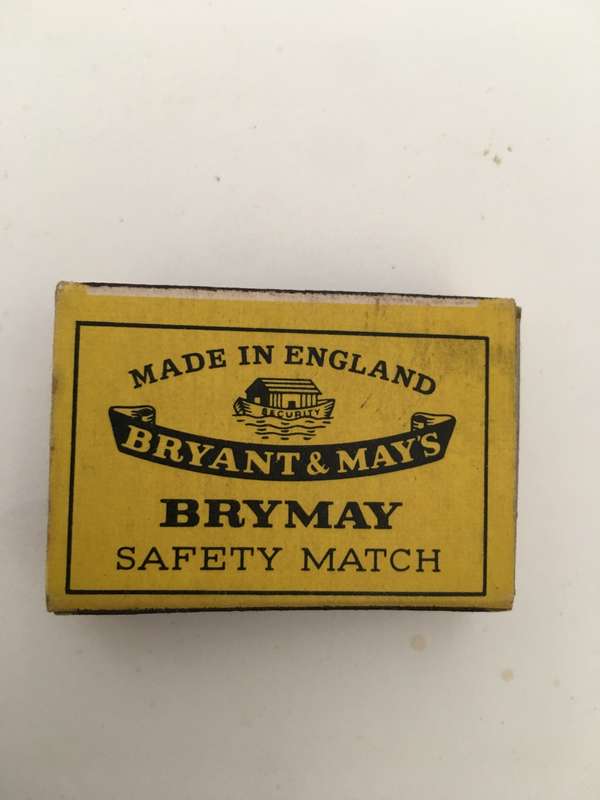 MADE IN ENGLAND
SECURITY
BRYANT & MAY'S
BRYMAY
SAFETY MATCH